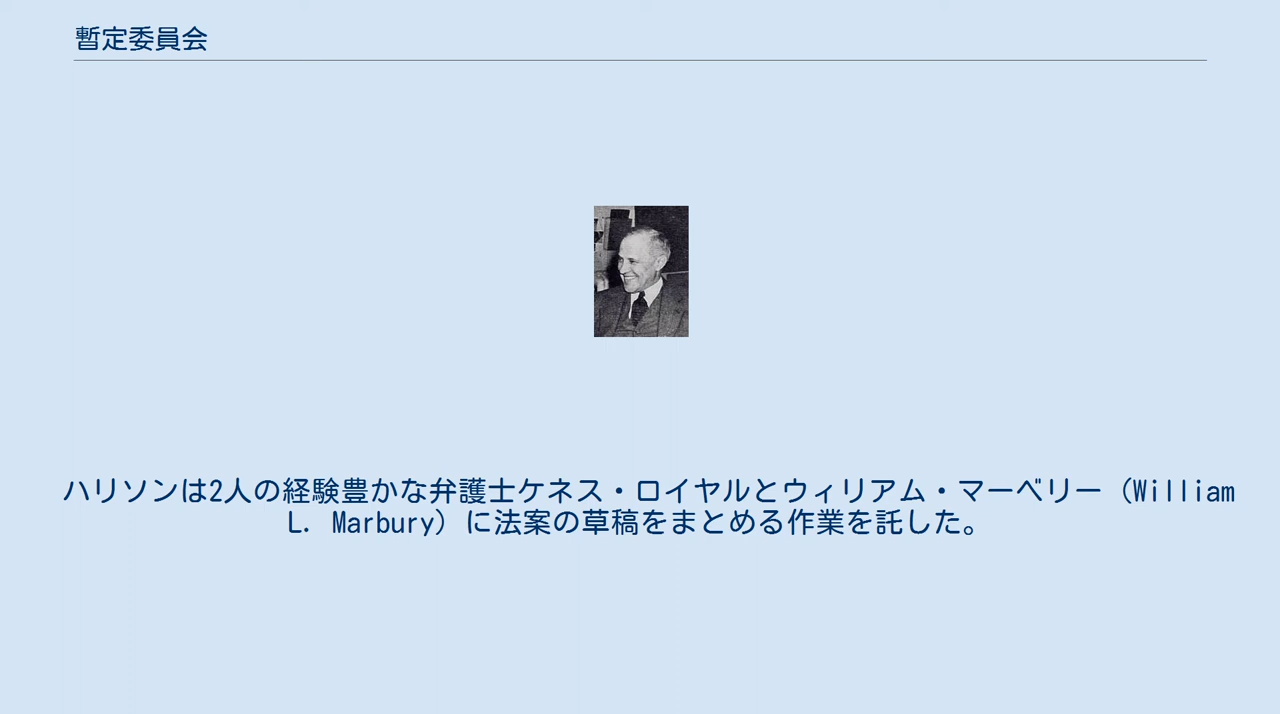 暫定委員会
ハリソンは2人の経験豊かな弁護士ケネス・ロイヤルとウィリアム・マーベリー（William
L. Marbury）に法案の草稿をまとめる作業を託した。